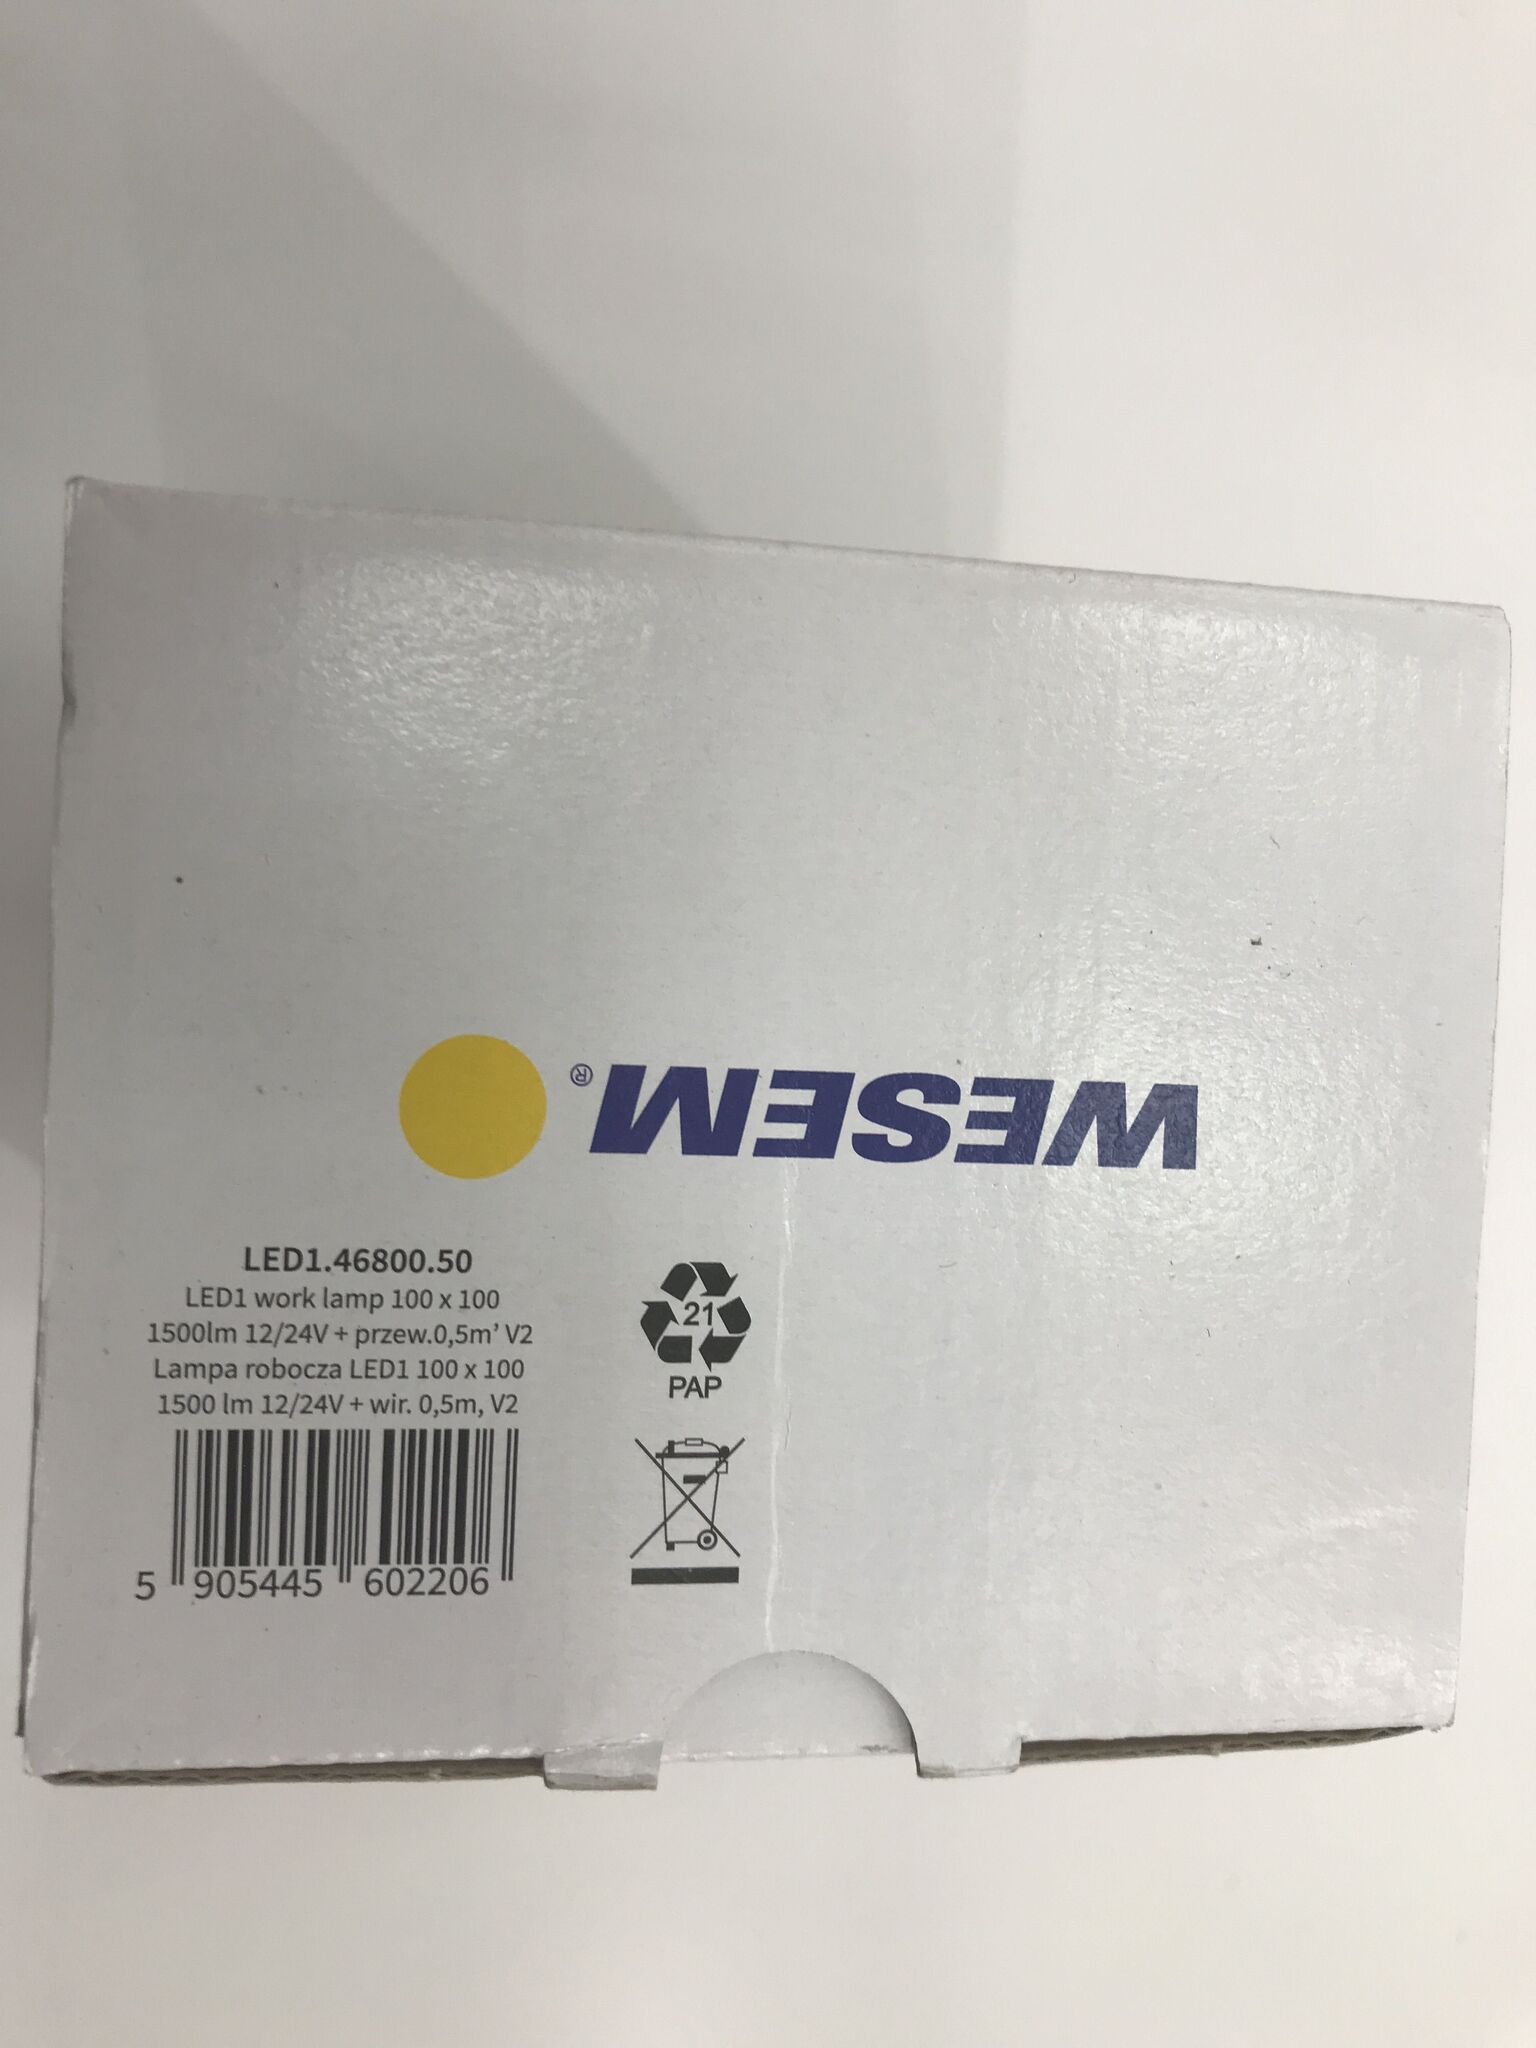 WESEM®
LED1.46800.50
LED1 work lamp 100 x 100
1500lm 12/24V + przew.0,5m’ V2
Lampa robocza LED1 100 x 100
1500 lm 12/24V + wir. 0,5m, V2
5 905445 602206
21
PAP